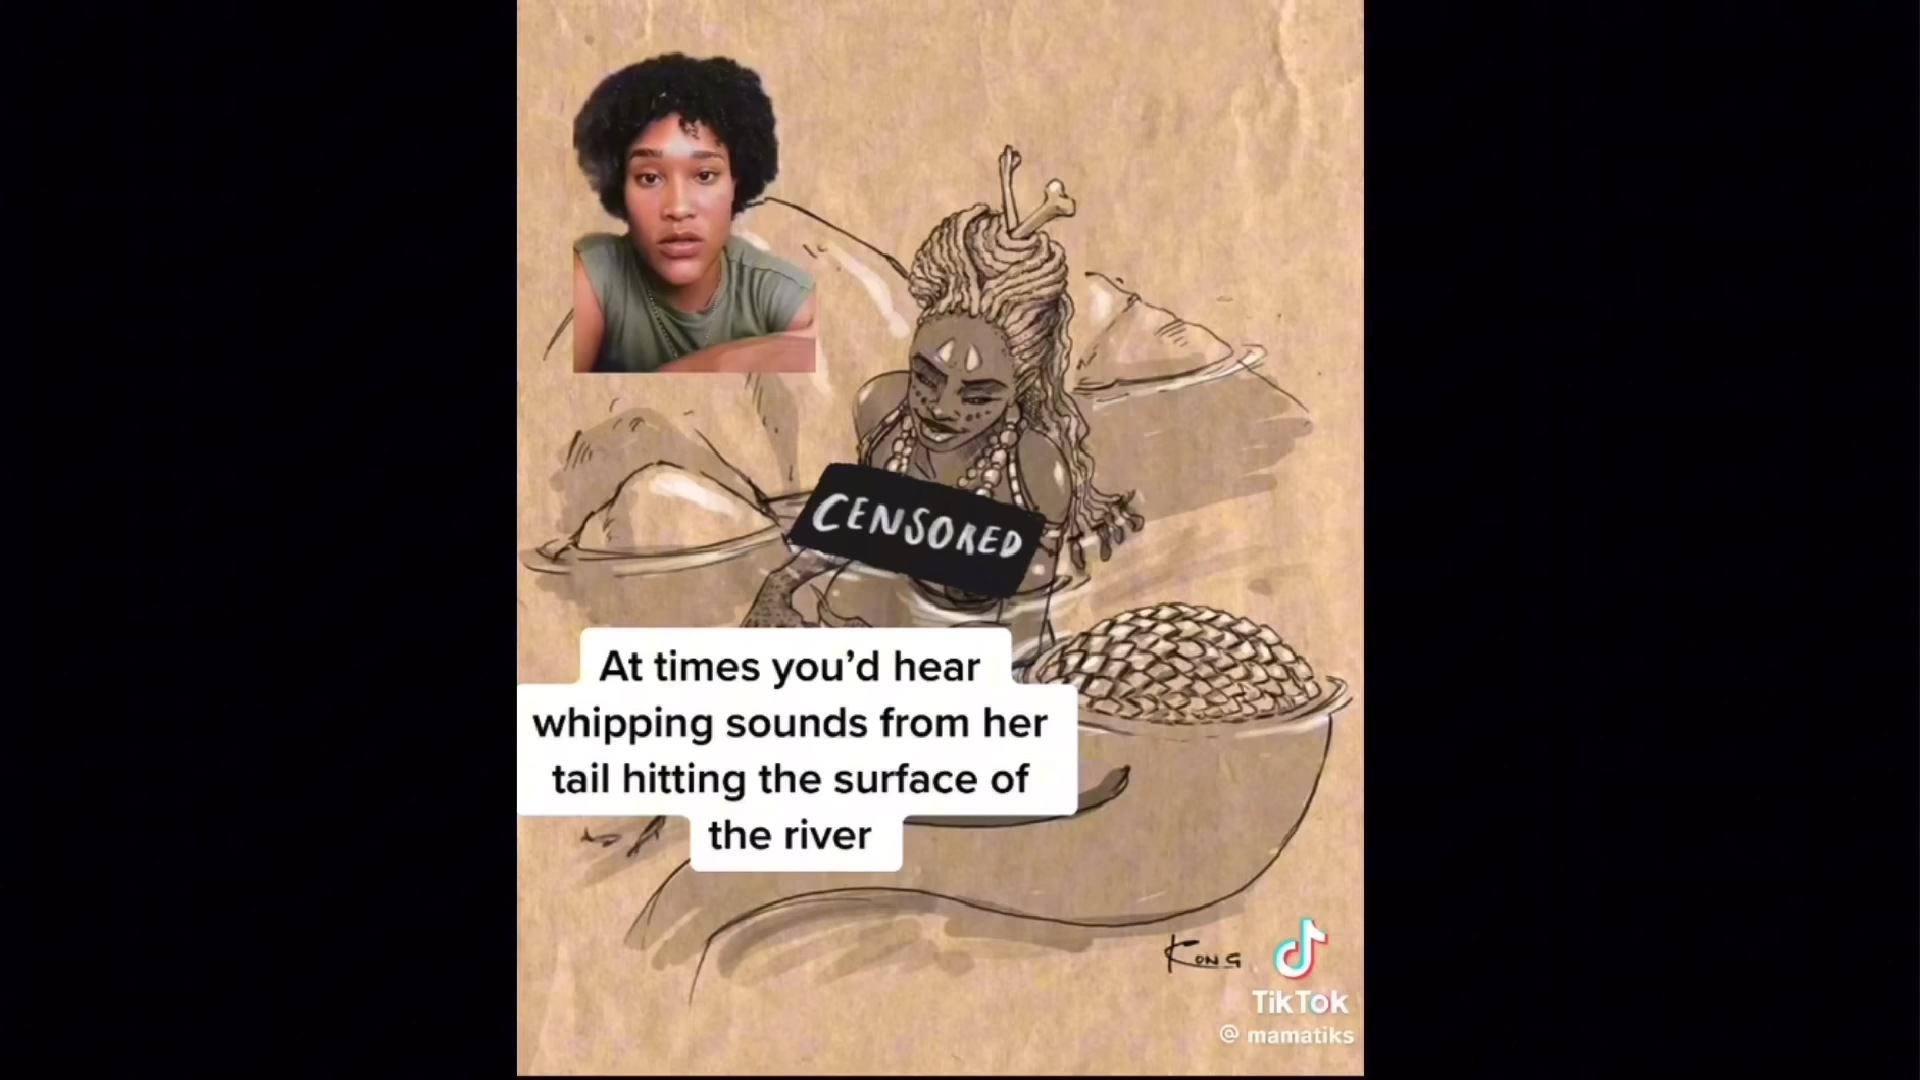 CENSORED
At times you’d hear
whipping sounds from her
tail hitting the surface of
the river
KONG
TikTok
@ mamatiks